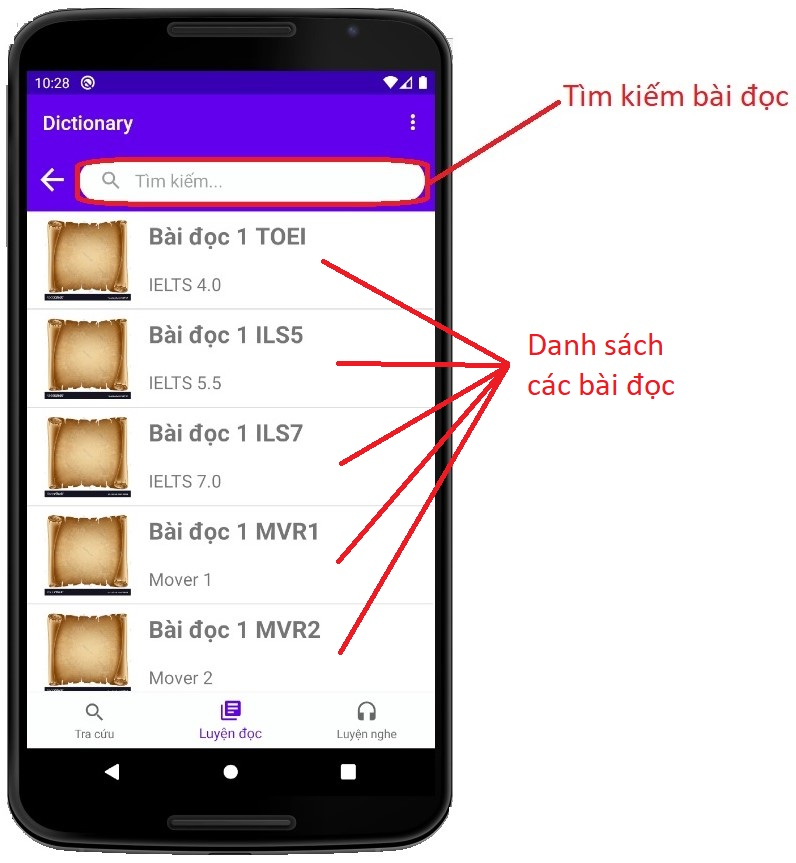 10:28
Dictionary
Tìm kiếm bài đọc
Tìm kiếm...
Bài đọc 1 TOEI
IELTS 4.0
Bài đọc 1 ILS5
IELTS 5.5
Danh sách
các bài đọc
Bài đọc 1 ILS7
IELTS 7.0
Bài đọc 1 MVR1
Mover 1
Bài đọc 1 MVR2
Mover 2
Tra cứu
Luyện đọc
Luyện nghe